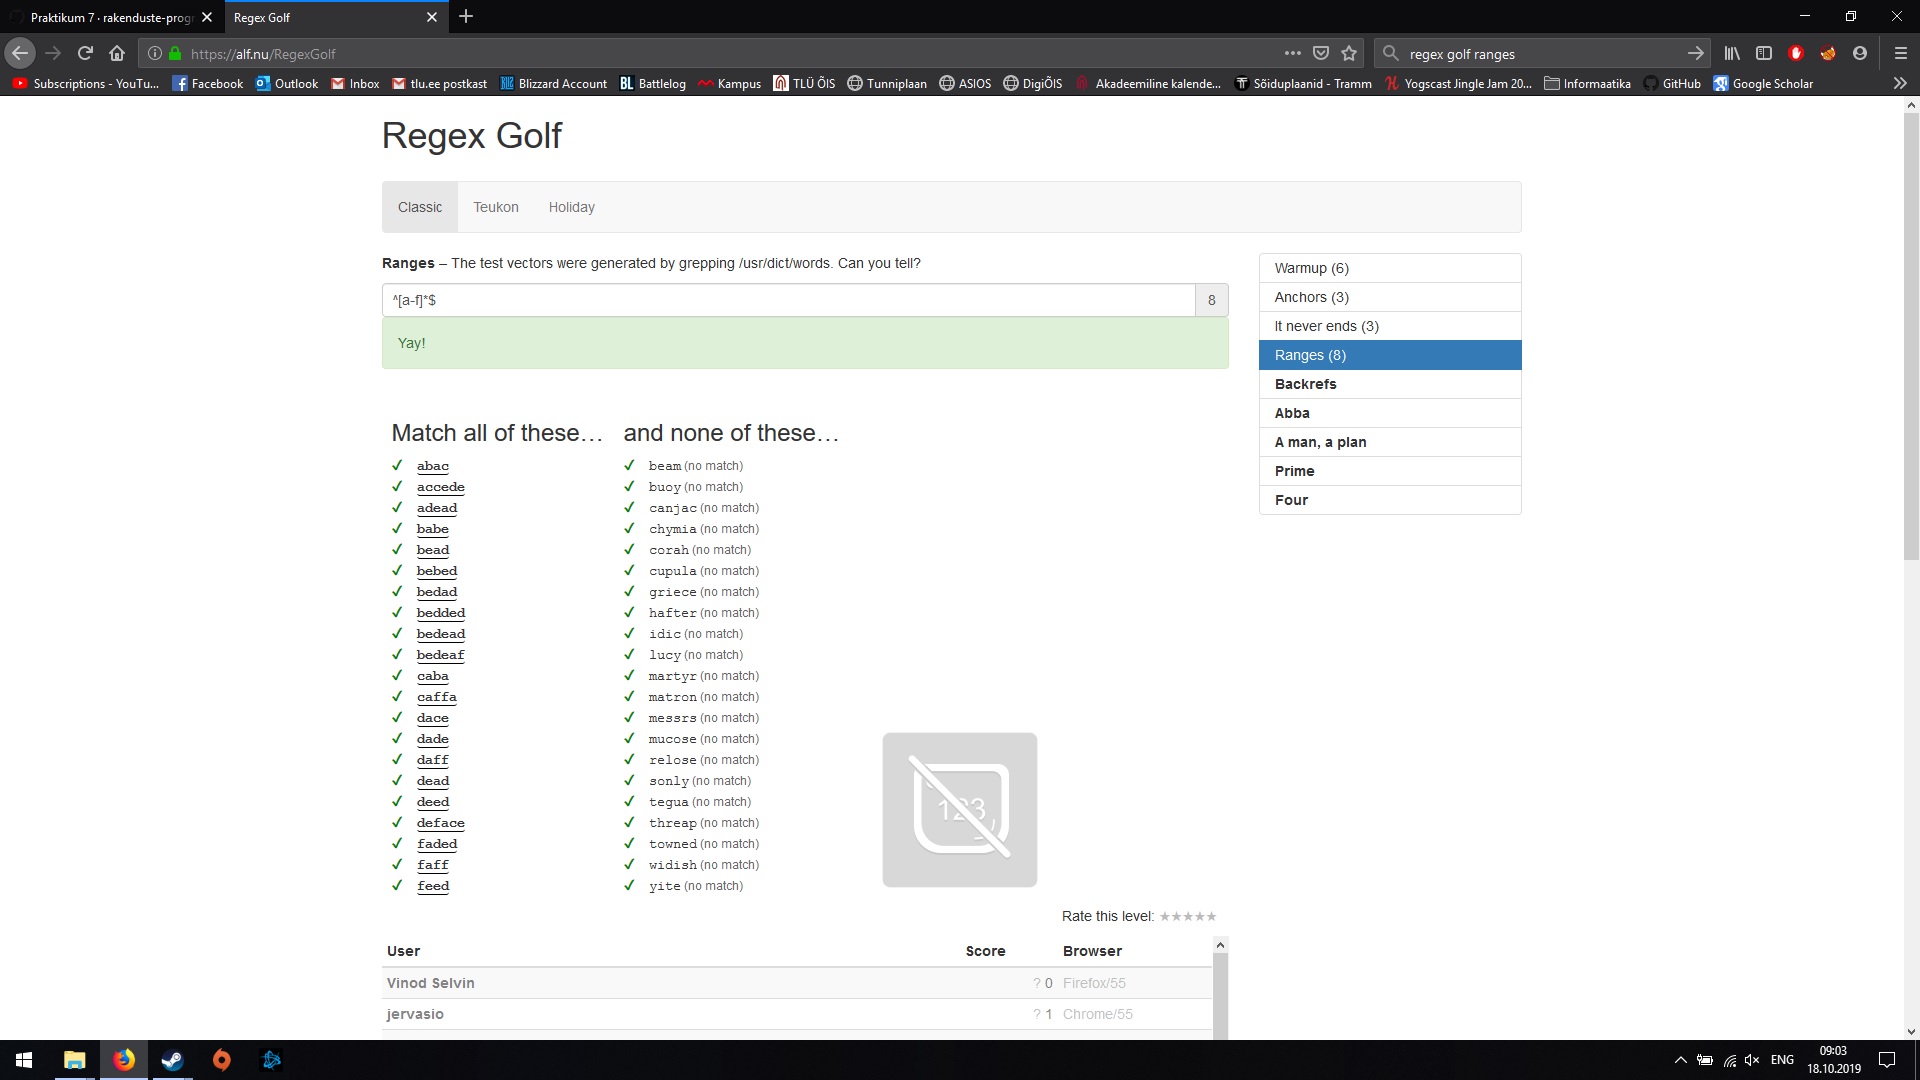 Praktikum 7 · rakenduste-progr
Regex Golf
https://alf.nu/RegexGolf
regex golf ranges
Subscriptions - YouTu...
Facebook
Outlook
Inbox
tlu.ee postkast
Blizzard Account
BL Battlelog
Kampus
TLÜ ÕIS
Tunniplaan
ASIOS
DigiÕIS
Akadeemiline kalende...
Sõiduplaanid - Tramm
Yogscast Jingle Jam 20...
Informaatika
GitHub
Google Scholar
Regex Golf
Classic
Teukon
Holiday
Ranges – The test vectors were generated by grepping /usr/dict/words. Can you tell?
^[a-f]*$
8
Yay!
Warmup (6)
Anchors (3)
It never ends (3)
Ranges (8)
Backrefs
Abba
A man, a plan
Prime
Four
Match all of these…
abac
accede
adead
babe
bead
bebed
bedad
bedded
bedead
bedeaf
caba
caffa
dace
dade
daff
dead
deed
deface
faded
faff
feed
and none of these…
beam (no match)
buoy (no match)
canjac (no match)
chymia (no match)
corah (no match)
cupula (no match)
griece (no match)
hafter (no match)
idic (no match)
lucy (no match)
martyr (no match)
matron (no match)
messrs (no match)
mucose (no match)
relose (no match)
sonly (no match)
tegua (no match)
threap (no match)
towned (no match)
widish (no match)
yite (no match)
123
Rate this level: ★★★★★
User Score Browser
Vinod Selvin ? 0 Firefox/55
jervasio ? 1 Chrome/55
ENG
09:03
18.10.2019